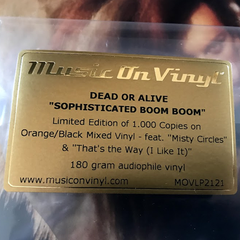 Music On Vinyl
DEAD OR ALIVE
"SOPHISTICATED BOOM BOOM"
Limited Edition of 1.000 Copies on
Orange/Black Mixed Vinyl - feat. "Misty Circles"
& "That's the Way (I Like It)"
180 gram audiophile vinyl
www.musiconvinyl.com MOVLP2121